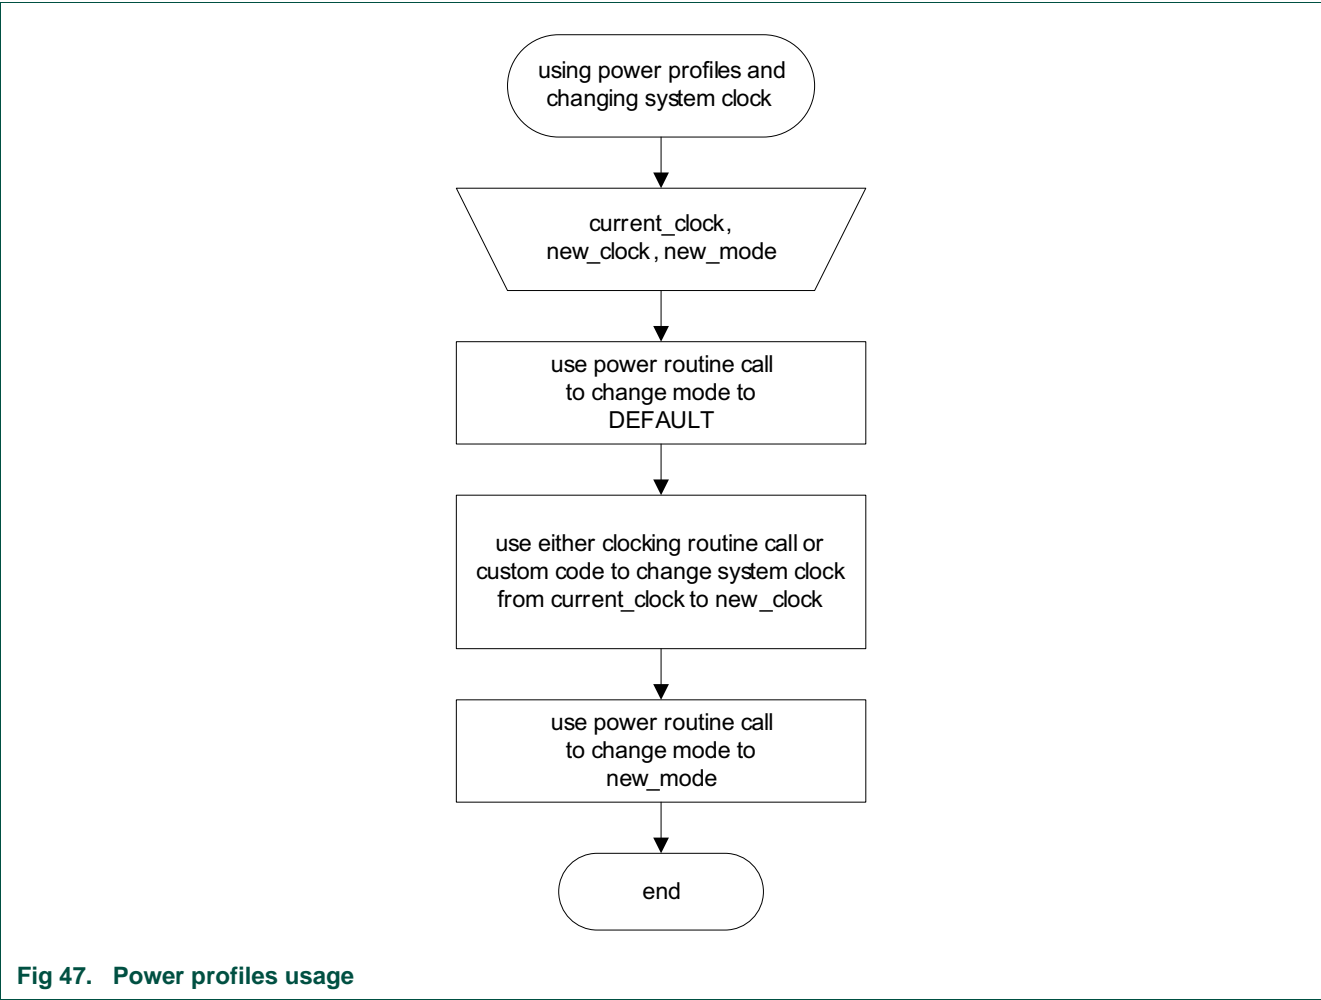 using power profiles and
changing system clock
current_clock,
new_clock, new_mode
use power routine call
to change mode to
DEFAULT
use either clocking routine call or
custom code to change system clock
from current_clock to new_clock
use power routine call
to change mode to
new_mode
end
Fig 47. Power profiles usage